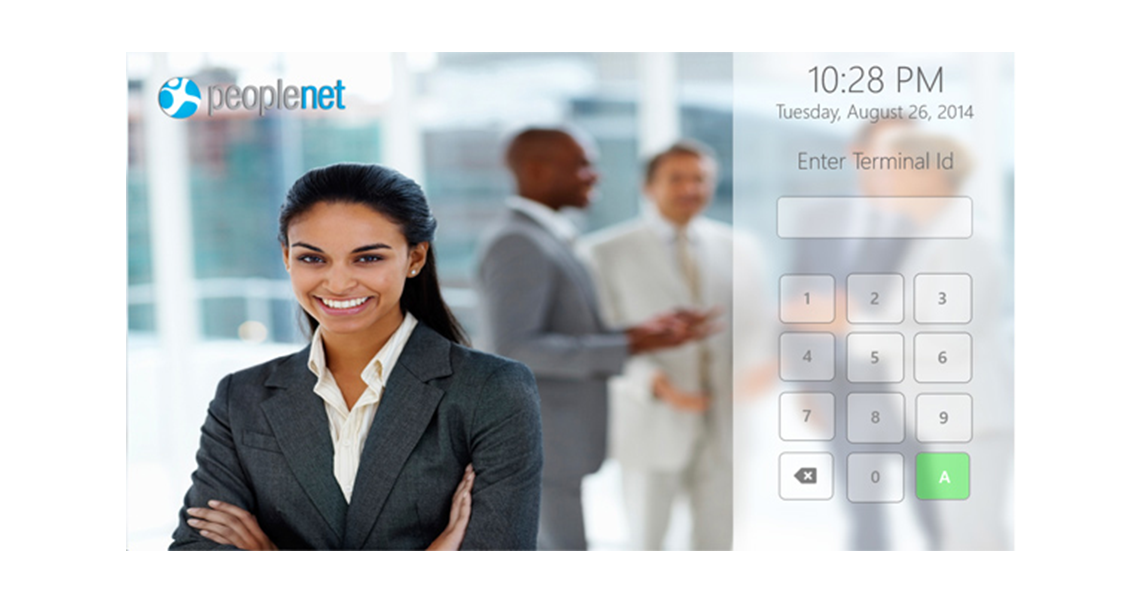 peoplenet
10:28 PM
Tuesday, August 26, 2014
Enter Terminal Id
1 2 3
4 5 6
7 8 9
0 A